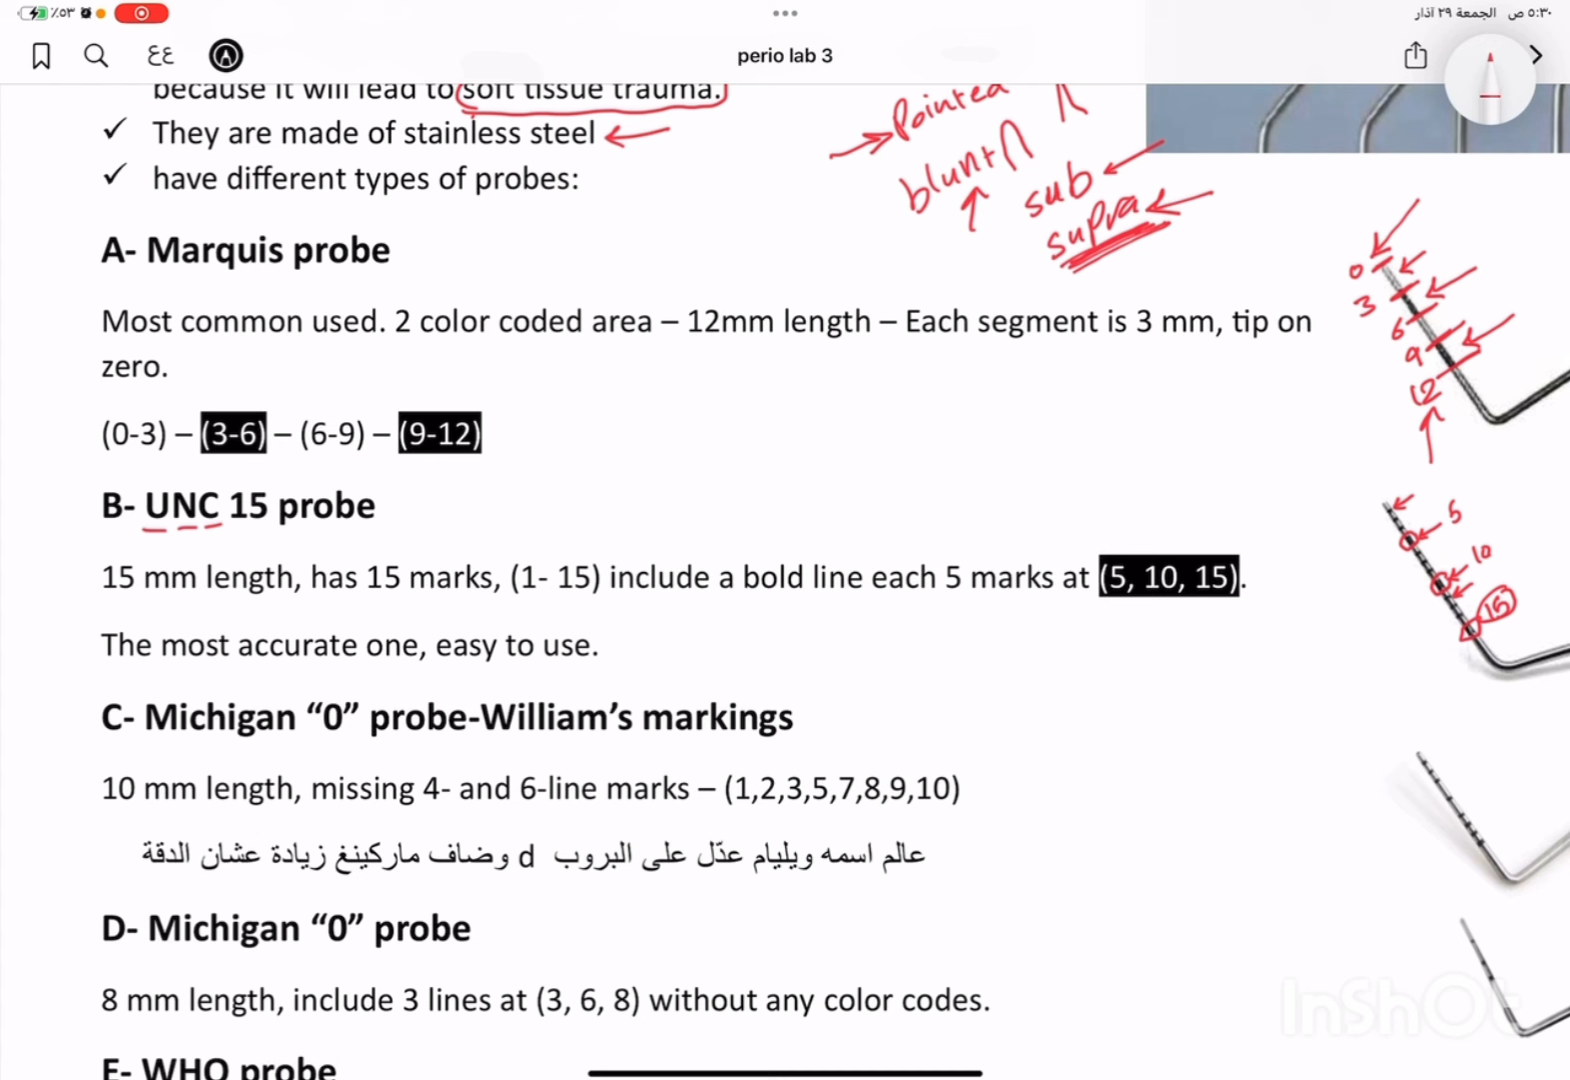 ٪٥٣
٥:٣٠ ص الجمعة ٢٩ آذار
perio lab 3
because it will lead to soft tissue trauma.
✓ They are made of stainless steel
✓ have different types of probes:
Pointed
blunt
sub
supra
A- Marquis probe
Most common used. 2 color coded area – 12mm length – Each segment is 3 mm, tip on
zero.
(0-3) – (3-6) – (6-9) – (9-12)
0
3
6
9
12
B- UNC 15 probe
15 mm length, has 15 marks, (1- 15) include a bold line each 5 marks at (5, 10, 15).
The most accurate one, easy to use.
5
10
15
C- Michigan “0” probe-William’s markings
10 mm length, missing 4- and 6-line marks – (1,2,3,5,7,8,9,10)
عالم اسمه ويليام عدّل على البروب d وضاف ماركينغ زيادة عشان الدقة
D- Michigan “0” probe
8 mm length, include 3 lines at (3, 6, 8) without any color codes.
InShOt
E- WHO probe